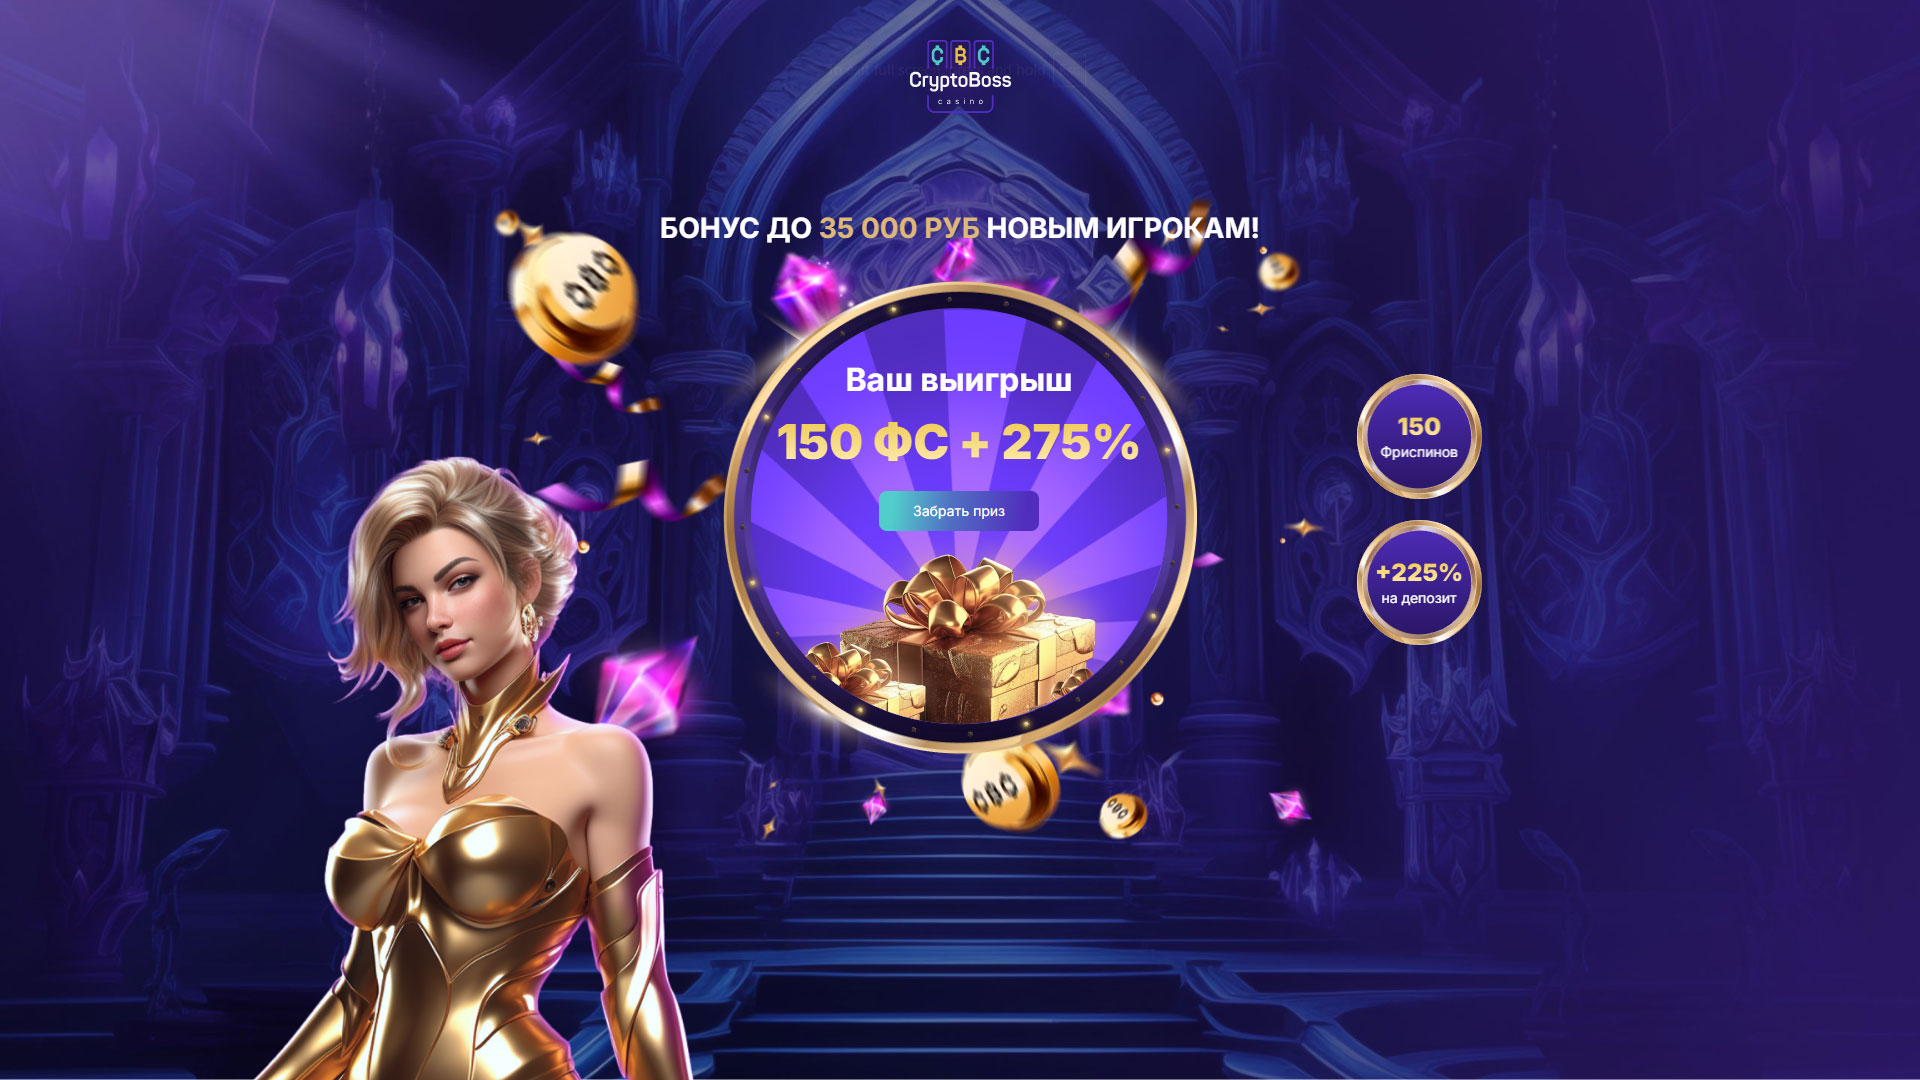 CryptoBoss
casino
БОНУС ДО 35 000 РУБ НОВЫМ ИГРОКАМ!
Ваш выигрыш
150 ФС + 275%
Забрать приз
150
Фриспинов
+225%
на депозит